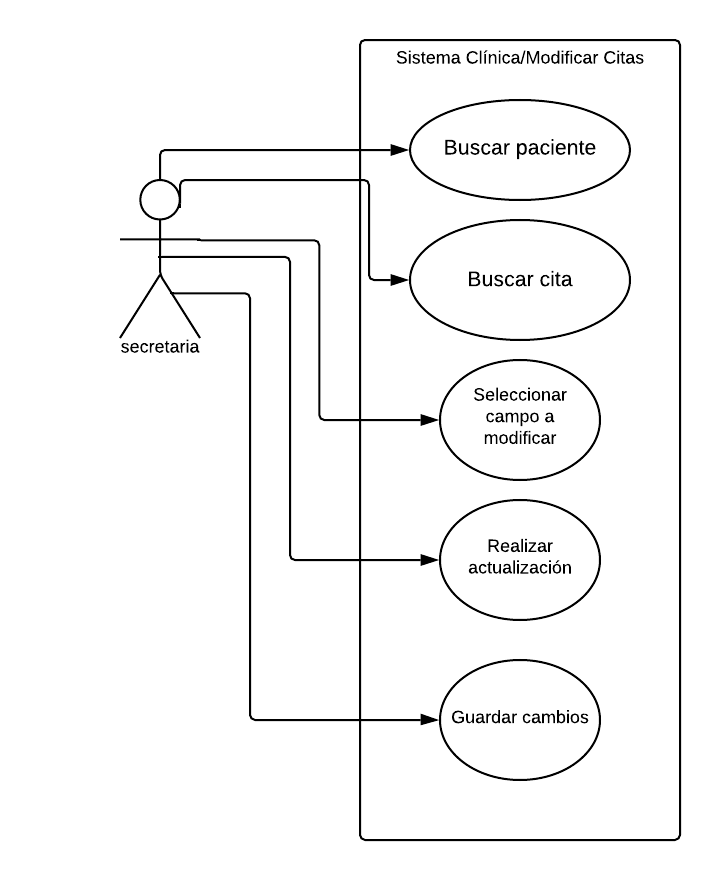 Sistema Clínica/Modificar Citas
Buscar paciente
Buscar cita
secretaria
Seleccionar
campo a
modificar
Realizar
actualización
Guardar cambios